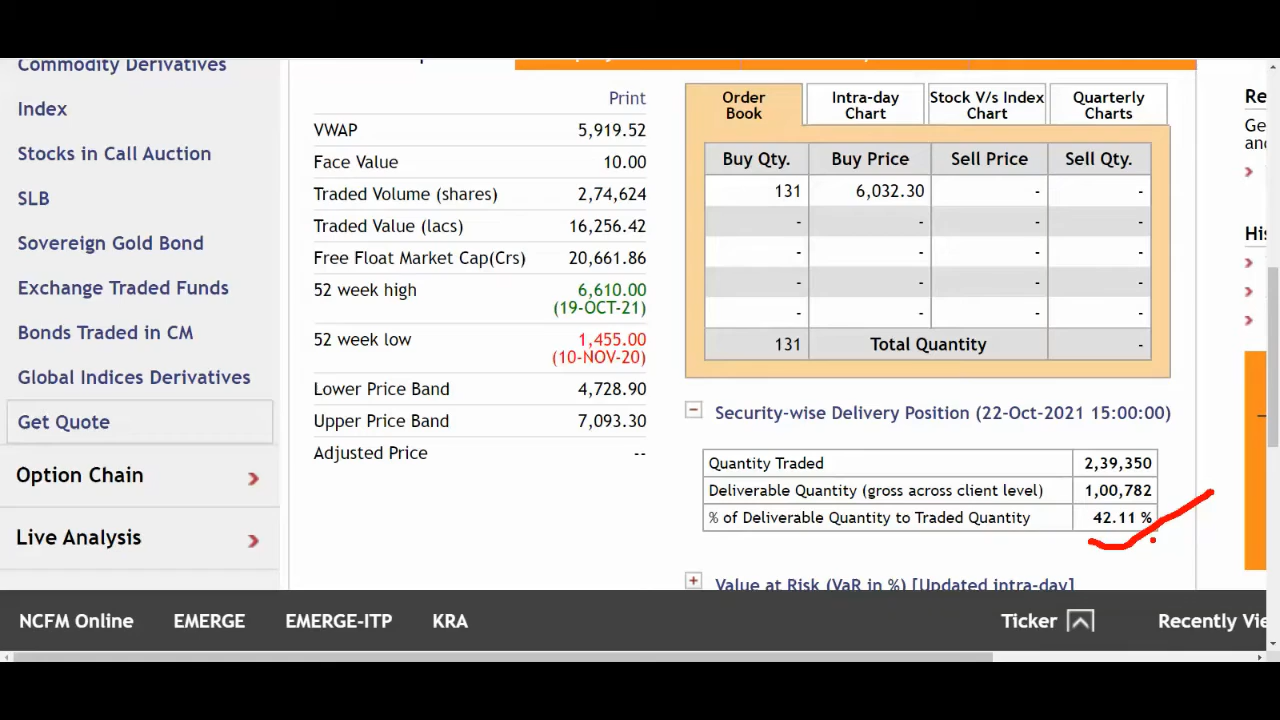 Commodity Derivatives
Index
Stocks in Call Auction
SLB
Sovereign Gold Bond
Exchange Traded Funds
Bonds Traded in CM
Global Indices Derivatives
Get Quote
Option Chain
Live Analysis
Print
VWAP 5,919.52
Face Value 10.00
Traded Volume (shares) 2,74,624
Traded Value (lacs) 16,256.42
Free Float Market Cap(Crs) 20,661.86
52 week high 6,610.00
(19-OCT-21)
52 week low 1,455.00
(10-NOV-20)
Lower Price Band 4,728.90
Upper Price Band 7,093.30
Adjusted Price --
Order Book
Intra-day Chart
Stock V/s Index Chart
Quarterly Charts
Buy Qty. Buy Price Sell Price Sell Qty.
131 6,032.30 - -
- - - -
- - - -
- - - -
- - - -
131 Total Quantity -
Security-wise Delivery Position (22-Oct-2021 15:00:00)
Quantity Traded 2,39,350
Deliverable Quantity (gross across client level) 1,00,782
% of Deliverable Quantity to Traded Quantity 42.11 %
Value at Risk (VaR in %) [Updated intra-day]
Re
Ge
an
His
NCFM Online EMERGE EMERGE-ITP KRA Ticker Recently Vie